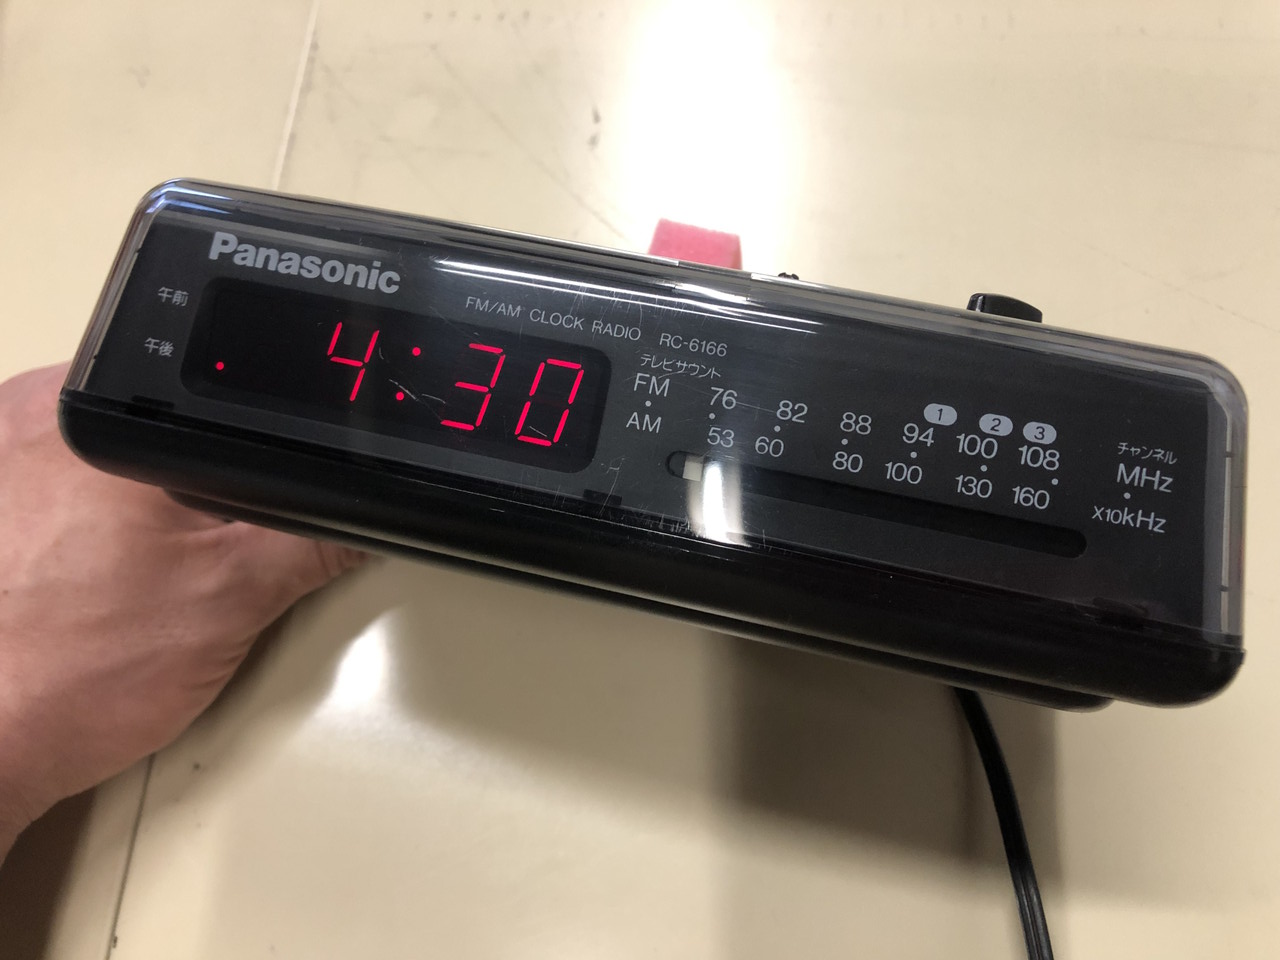 Panasonic
FM/AM CLOCK RADIO RC-6166
午前
午後
4:30
テレビサウンド
FM 76 82 88 94 100 108 MHz
1 2 3 チャンネル
AM 53 60 80 100 130 160 X10kHz